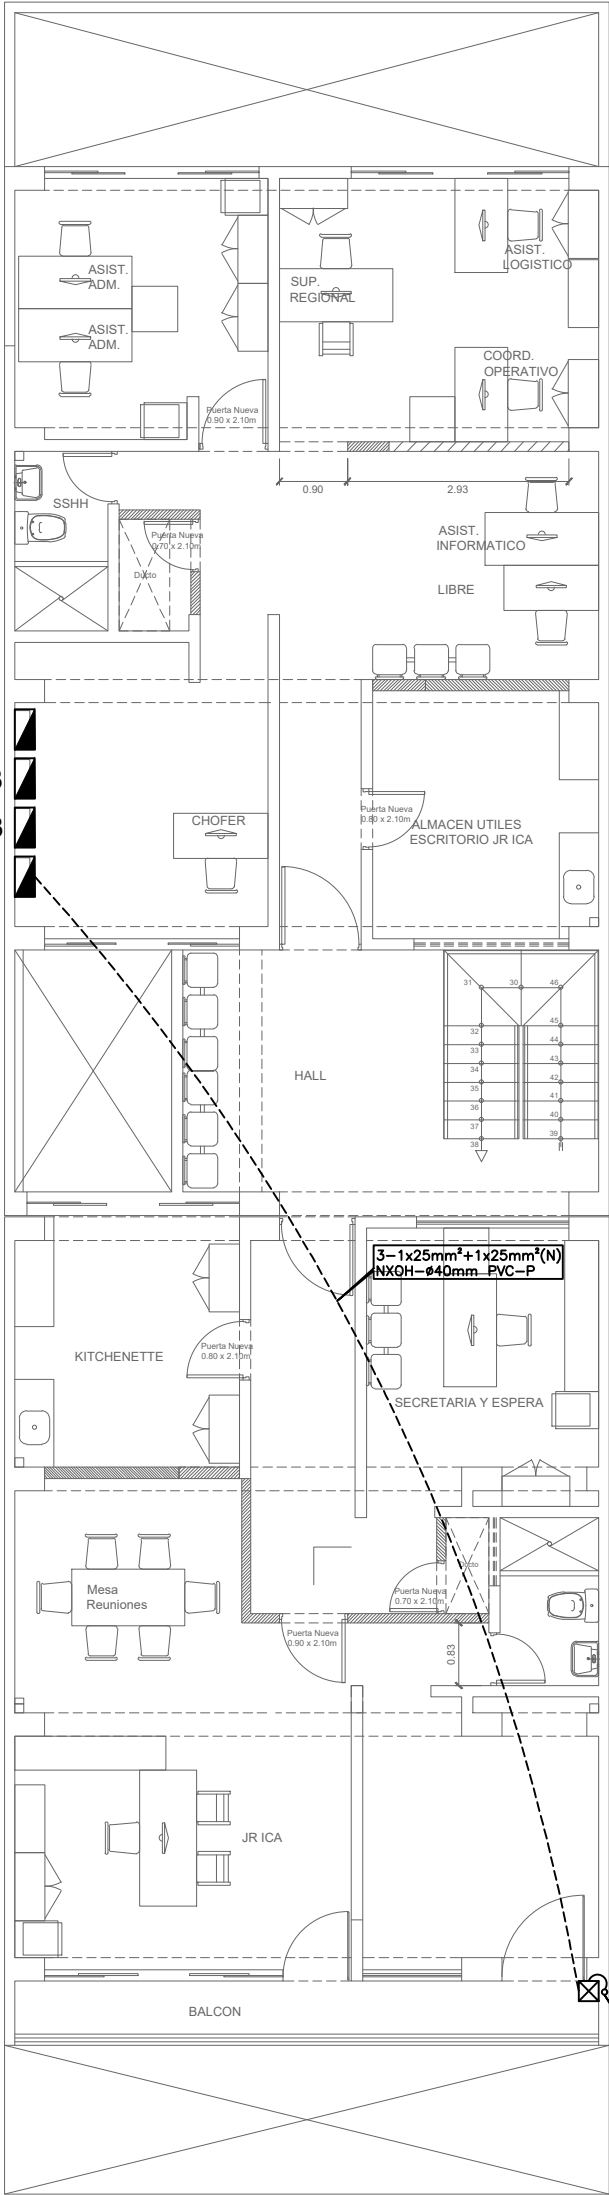 ASIST.
ADM.
ASIST.
ADM.
SUP.
REGIONAL
ASIST.
LOGISTICO
COORD.
OPERATIVO
Puerta Nueva
0.90 x 2.10m
0.90
2.93
SSHH
Puerta Nueva
0.70 x 2.10m
Ducto
ASIST.
INFORMATICO
LIBRE
CHOFER
Puerta Nueva
0.80 x 2.10m
ALMACEN UTILES
ESCRITORIO JR ICA
HALL
31
30
46
32
45
33
44
34
43
35
42
36
41
37
40
38
39
3-1x25mm²+1x25mm²(N)
NXOH-ø40mm PVC-P
Puerta Nueva
0.80 x 2.10m
KITCHENETTE
SECRETARIA Y ESPERA
Mesa
Reuniones
Ducto
Puerta Nueva
0.70 x 2.10m
Puerta Nueva
0.90 x 2.10m
0.83
JR ICA
BALCON